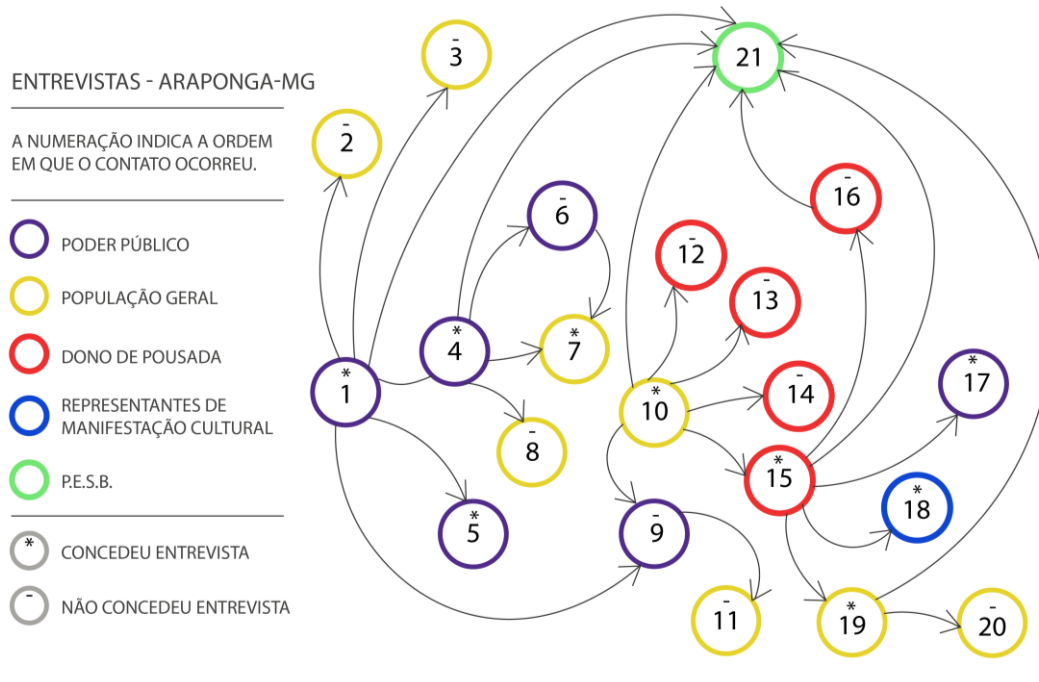 ENTREVISTAS - ARAPONGA-MG
A NUMERAÇÃO INDICA A ORDEM
EM QUE O CONTATO OCORREU.
PODER PÚBLICO
POPULAÇÃO GERAL
DONO DE POUSADA
REPRESENTANTES DE
MANIFESTAÇÃO CULTURAL
P.E.S.B.
* CONCEDEU ENTREVISTA
- NÃO CONCEDEU ENTREVISTA
* 1
- 2
- 3
* 4
* 5
- 6
* 7
- 8
- 9
* 10
- 11
- 12
- 13
- 14
* 15
- 16
* 17
* 18
* 19
- 20
21